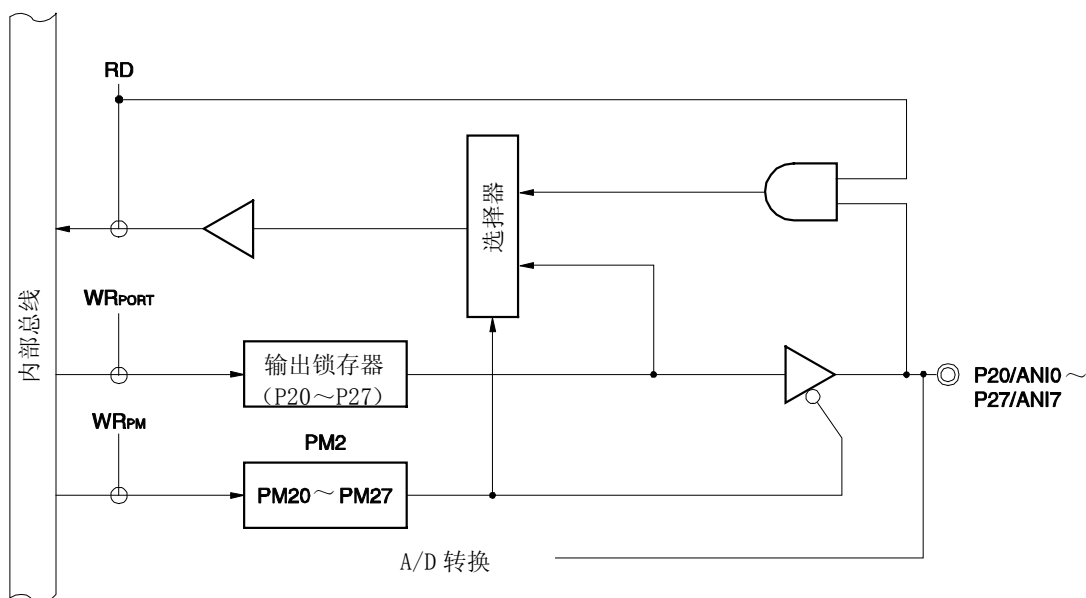 RD
选择器
内部总线
WRPORT
输出锁存器
（P20～P27）
P20/ANI0～
P27/ANI7
WRPM
PM2
PM20～PM27
A/D 转换